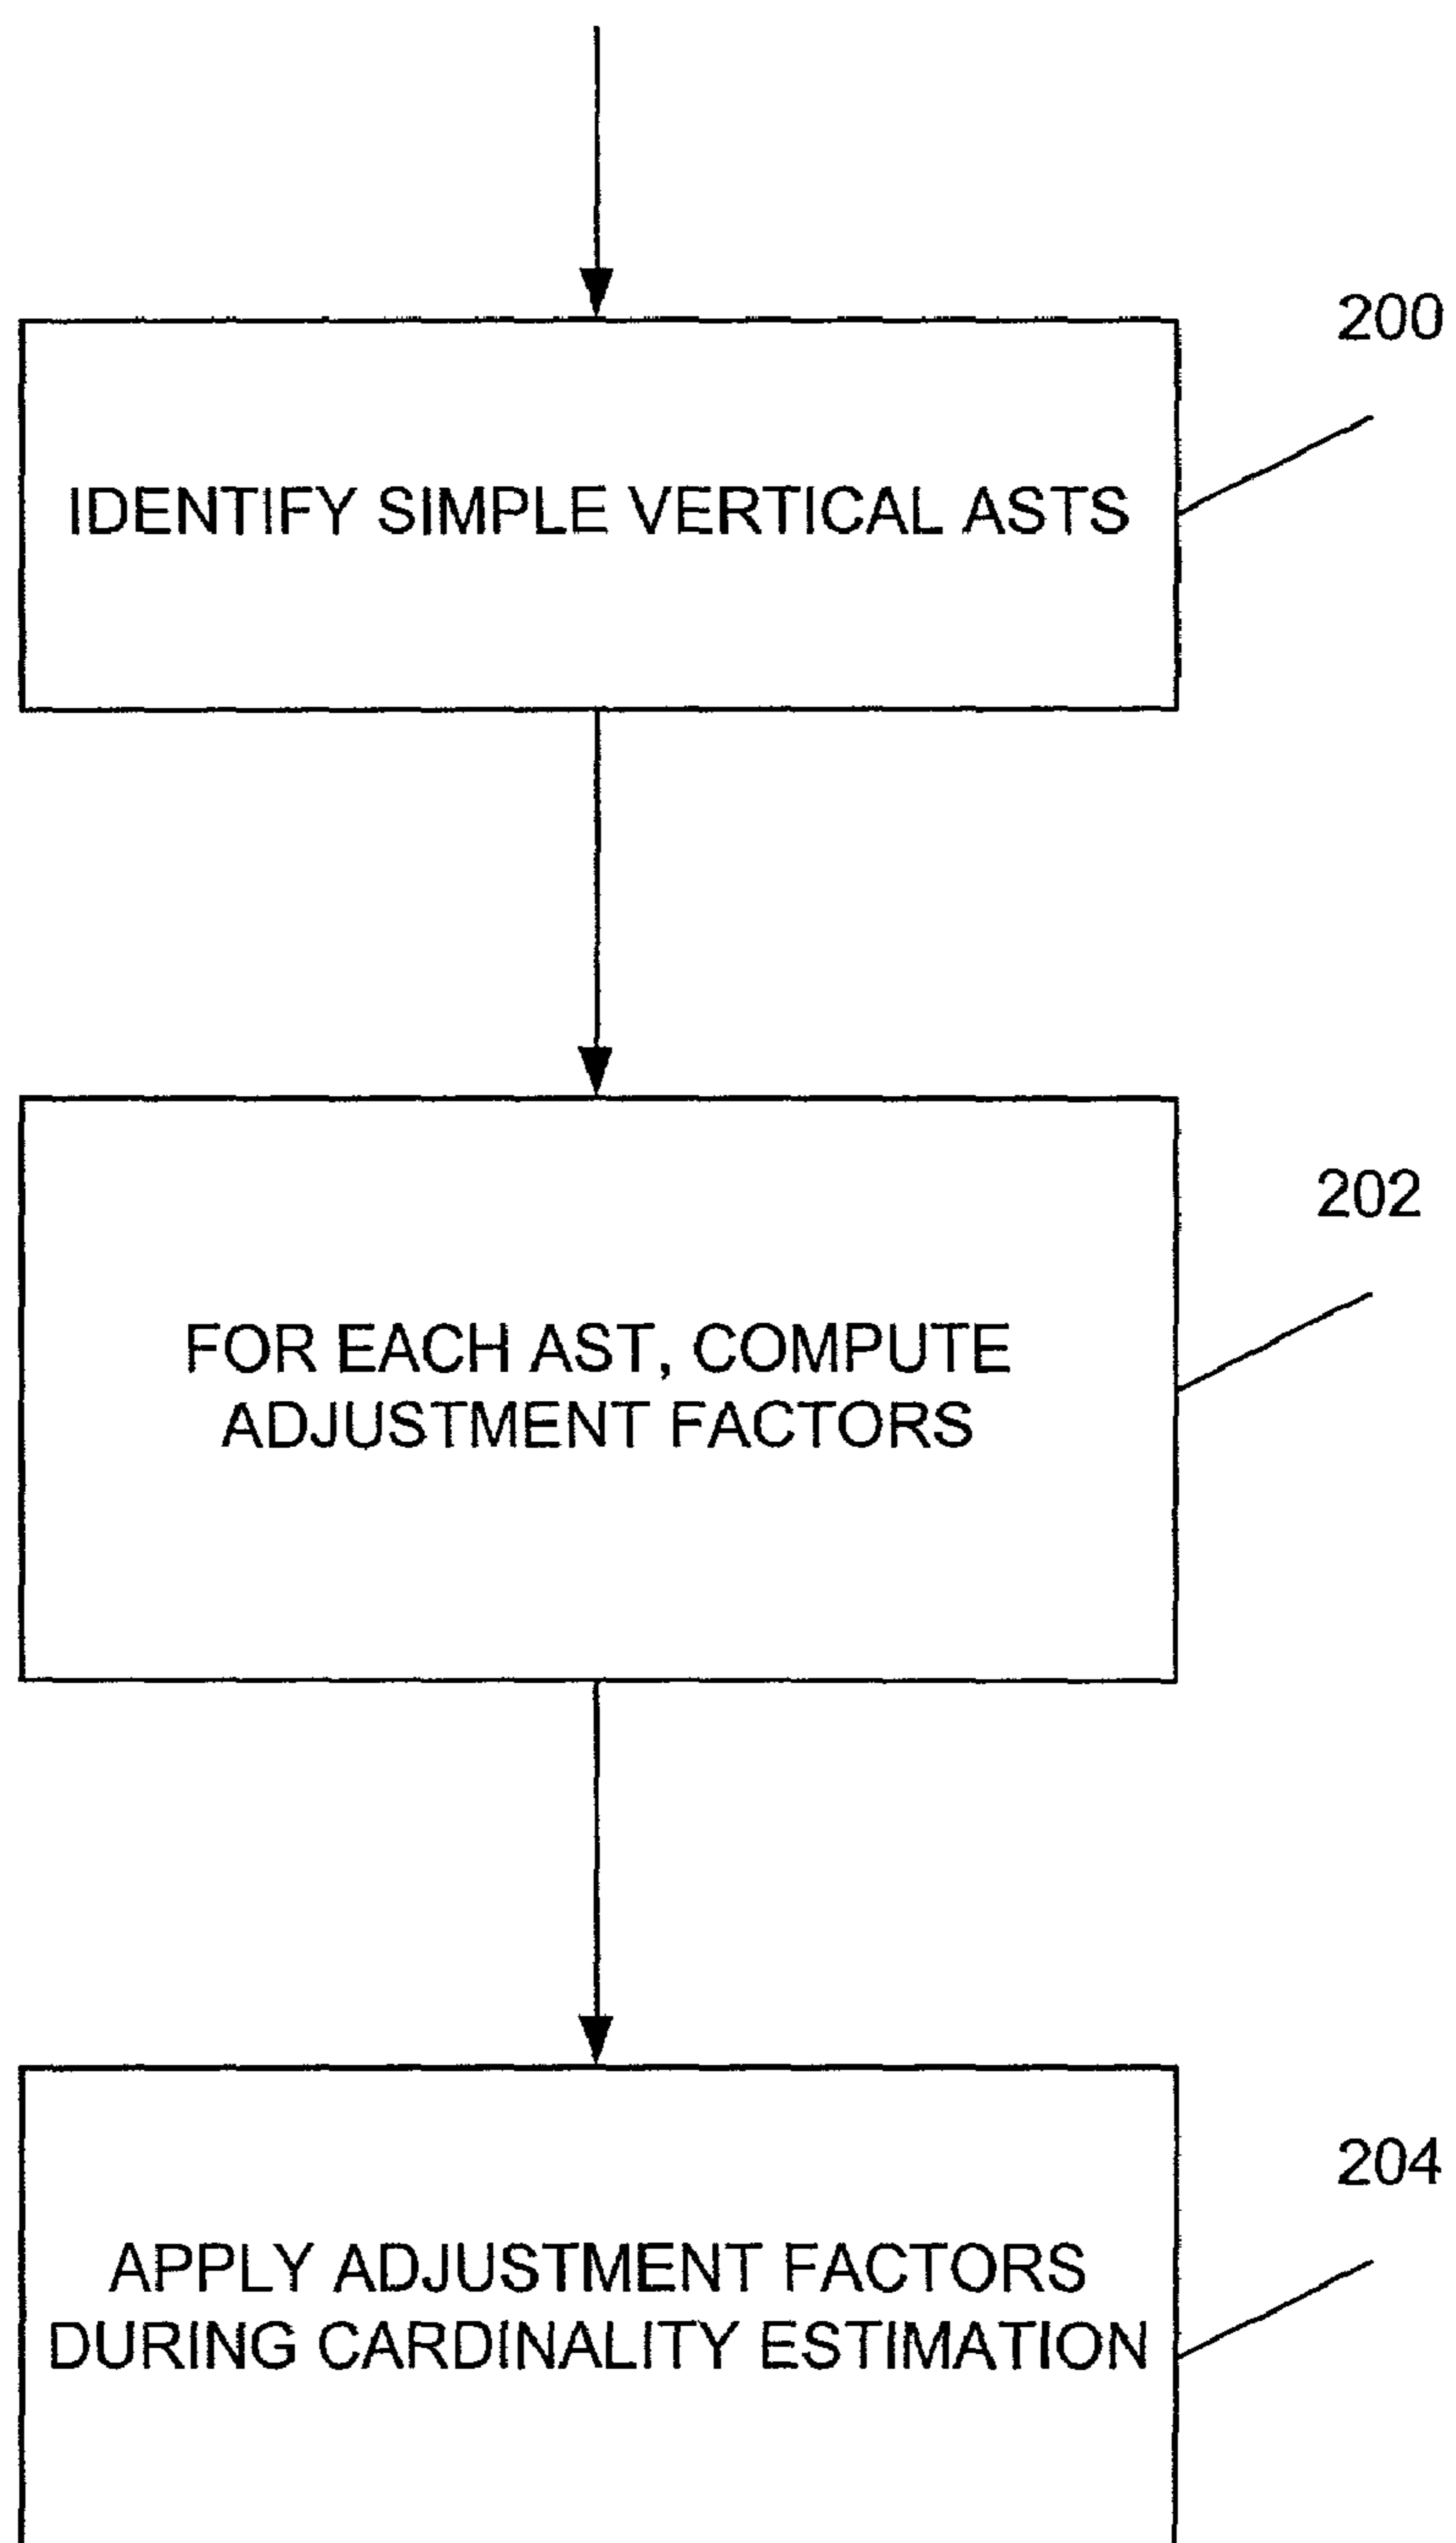 200
IDENTIFY SIMPLE VERTICAL ASTS
202
FOR EACH AST, COMPUTE
ADJUSTMENT FACTORS
204
APPLY ADJUSTMENT FACTORS
DURING CARDINALITY ESTIMATION